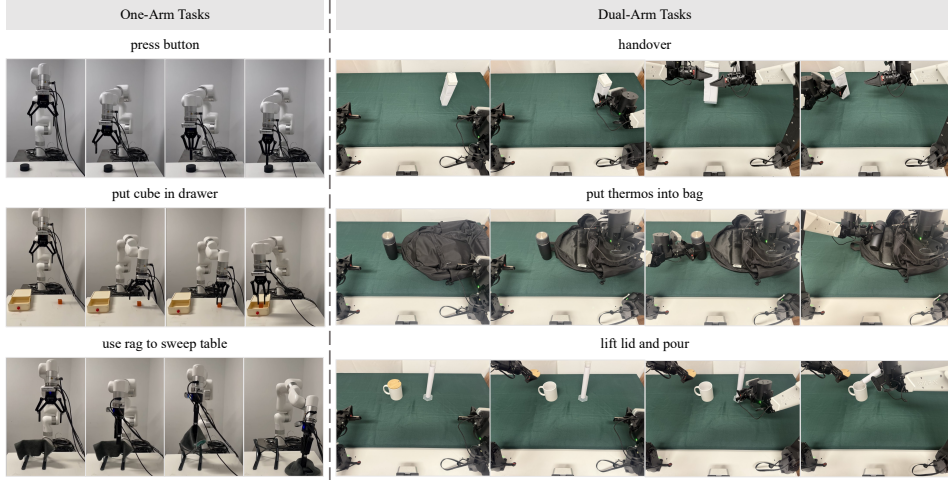 One-Arm Tasks
Dual-Arm Tasks
press button
handover
put cube in drawer
put thermos into bag
use rag to sweep table
lift lid and pour